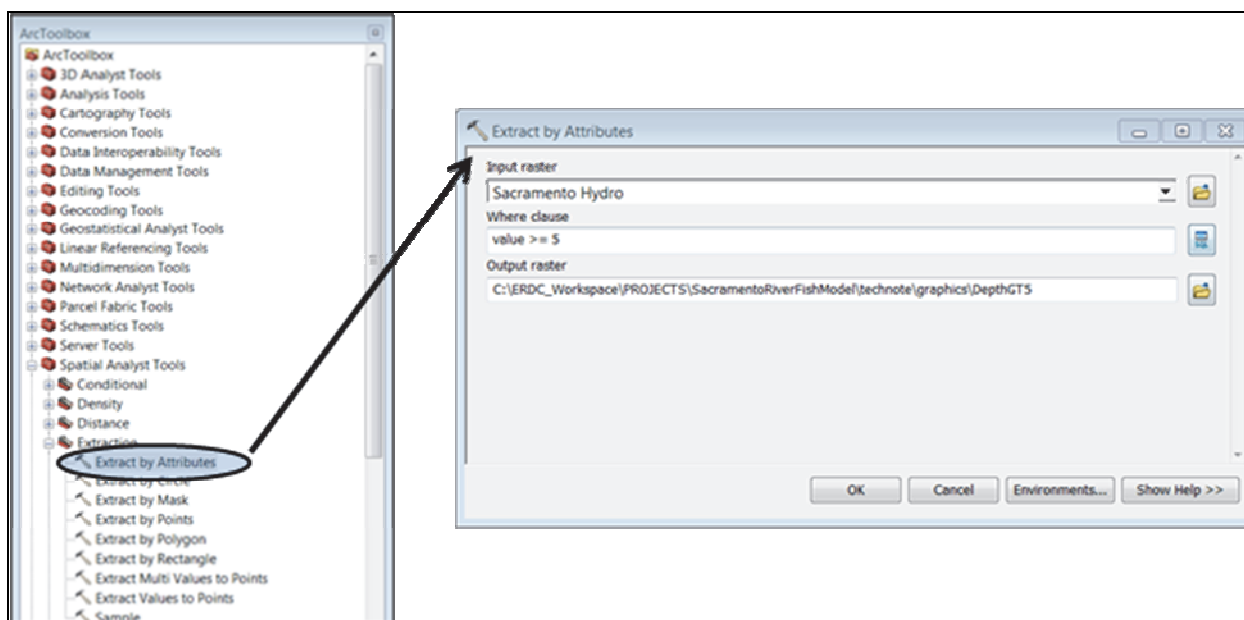 ArcToolbox
ArcToolbox
3D Analyst Tools
Analysis Tools
Cartography Tools
Conversion Tools
Data Interoperability Tools
Data Management Tools
Editing Tools
Geocoding Tools
Geostatistical Analyst Tools
Linear Referencing Tools
Multidimension Tools
Network Analyst Tools
Parcel Fabric Tools
Schematics Tools
Server Tools
Spatial Analyst Tools
Conditional
Density
Distance
Extraction
Extract by Attributes
Extract by Circle
Extract by Mask
Extract by Points
Extract by Polygon
Extract by Rectangle
Extract Multi Values to Points
Extract Values to Points
Sample
Extract by Attributes
Input raster
Sacramento Hydro
Where clause
value >= 5
Output raster
C:\ERDC_Workspace\PROJECTS\SacramentoRiverFishModel\technote\graphics\DepthGT5
OK
Cancel
Environments...
Show Help >>